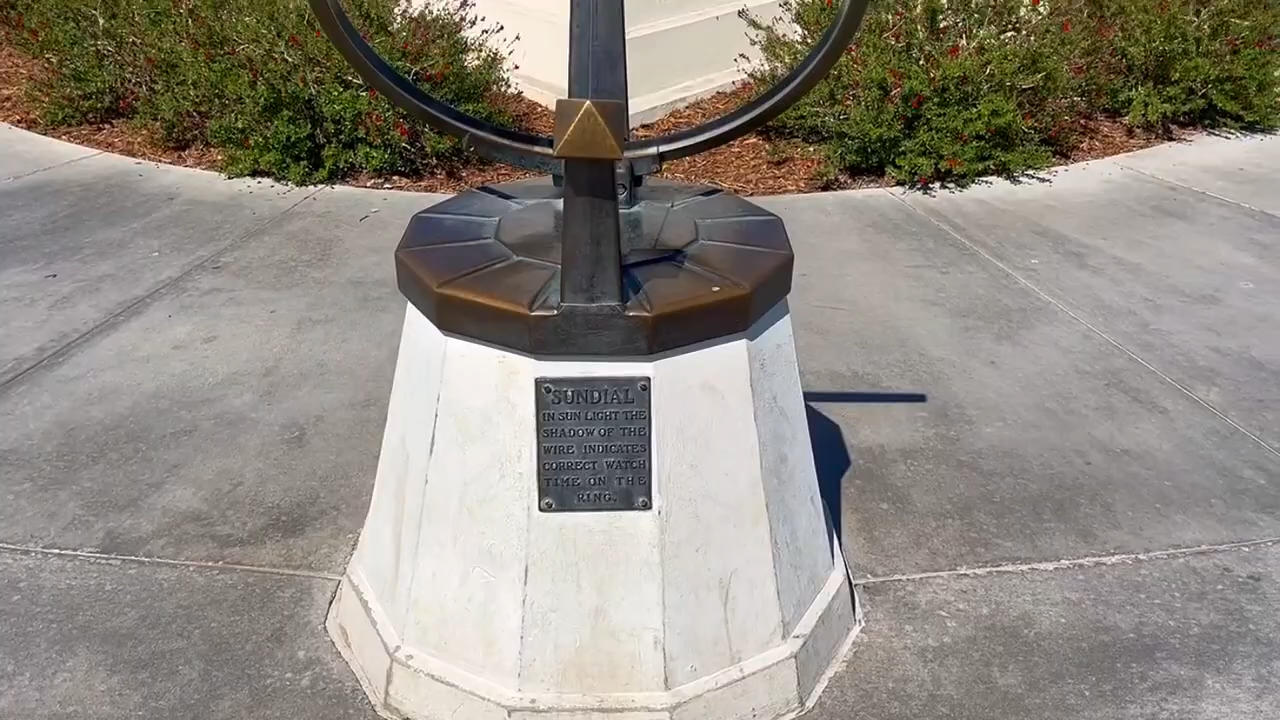 SUNDIAL
IN SUN LIGHT THE
SHADOW OF THE
WIRE INDICATES
CORRECT WATCH
TIME ON THE
RING.